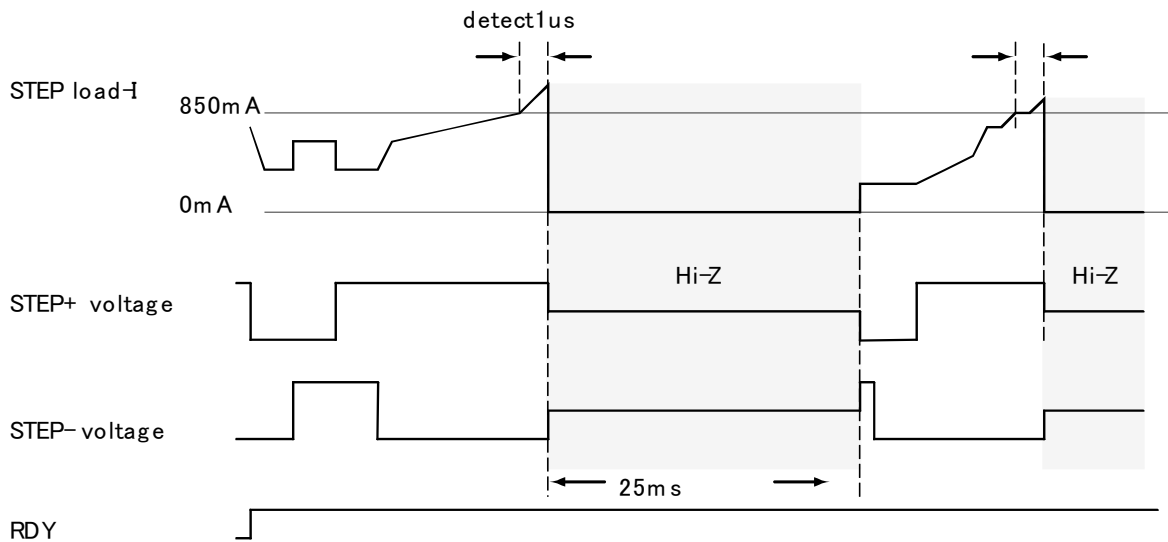 detect1us
STEP load-I
850mA
0mA
Hi-Z
Hi-Z
STEP+ voltage
STEP- voltage
25ms
RDY